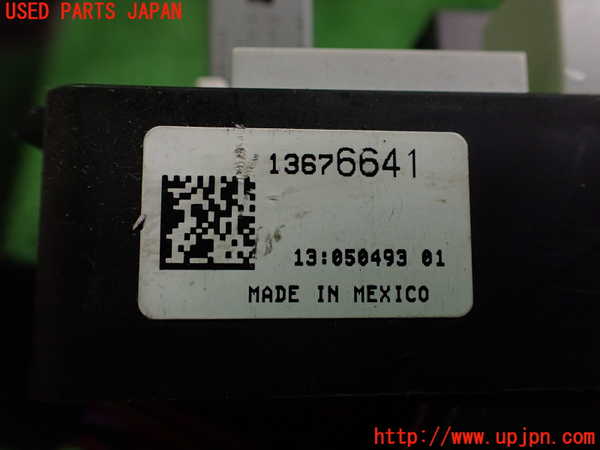 USED PARTS JAPAN
13676641
13:050493 01
MADE IN MEXICO
http://www.upjpn.com/